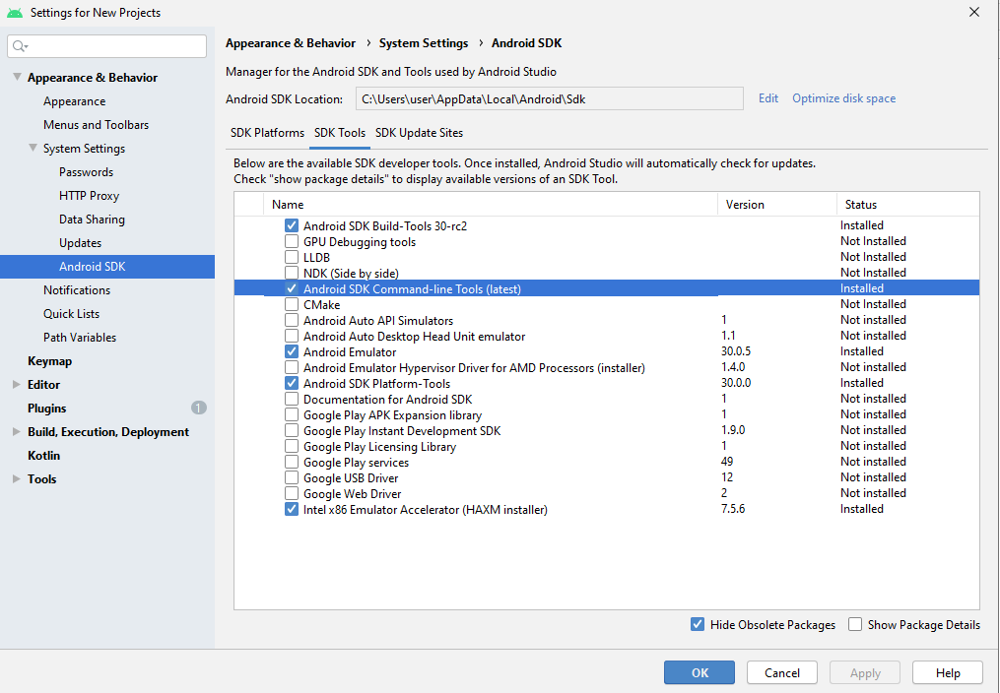 Settings for New Projects
Appearance & Behavior
Appearance
Menus and Toolbars
System Settings
Passwords
HTTP Proxy
Data Sharing
Updates
Android SDK
Notifications
Quick Lists
Path Variables
Keymap
Editor
Plugins 1
Build, Execution, Deployment
Kotlin
Tools
Appearance & Behavior › System Settings › Android SDK
Manager for the Android SDK and Tools used by Android Studio
Android SDK Location: C:\Users\user\AppData\Local\Android\Sdk Edit Optimize disk space
SDK Platforms SDK Tools SDK Update Sites
Below are the available SDK developer tools. Once installed, Android Studio will automatically check for updates.
Check "show package details" to display available versions of an SDK Tool.
Name Version Status
Android SDK Build-Tools 30-rc2 Installed
GPU Debugging tools Not Installed
LLDB Not Installed
NDK (Side by side) Not Installed
Android SDK Command-line Tools (latest) Installed
CMake Not Installed
Android Auto API Simulators 1 Not installed
Android Auto Desktop Head Unit emulator 1.1 Not installed
Android Emulator 30.0.5 Installed
Android Emulator Hypervisor Driver for AMD Processors (installer) 1.4.0 Not installed
Android SDK Platform-Tools 30.0.0 Installed
Documentation for Android SDK 1 Not installed
Google Play APK Expansion library 1 Not installed
Google Play Instant Development SDK 1.9.0 Not installed
Google Play Licensing Library 1 Not installed
Google Play services 49 Not installed
Google USB Driver 12 Not installed
Google Web Driver 2 Not installed
Intel x86 Emulator Accelerator (HAXM installer) 7.5.6 Installed
Hide Obsolete Packages Show Package Details
OK Cancel Apply Help